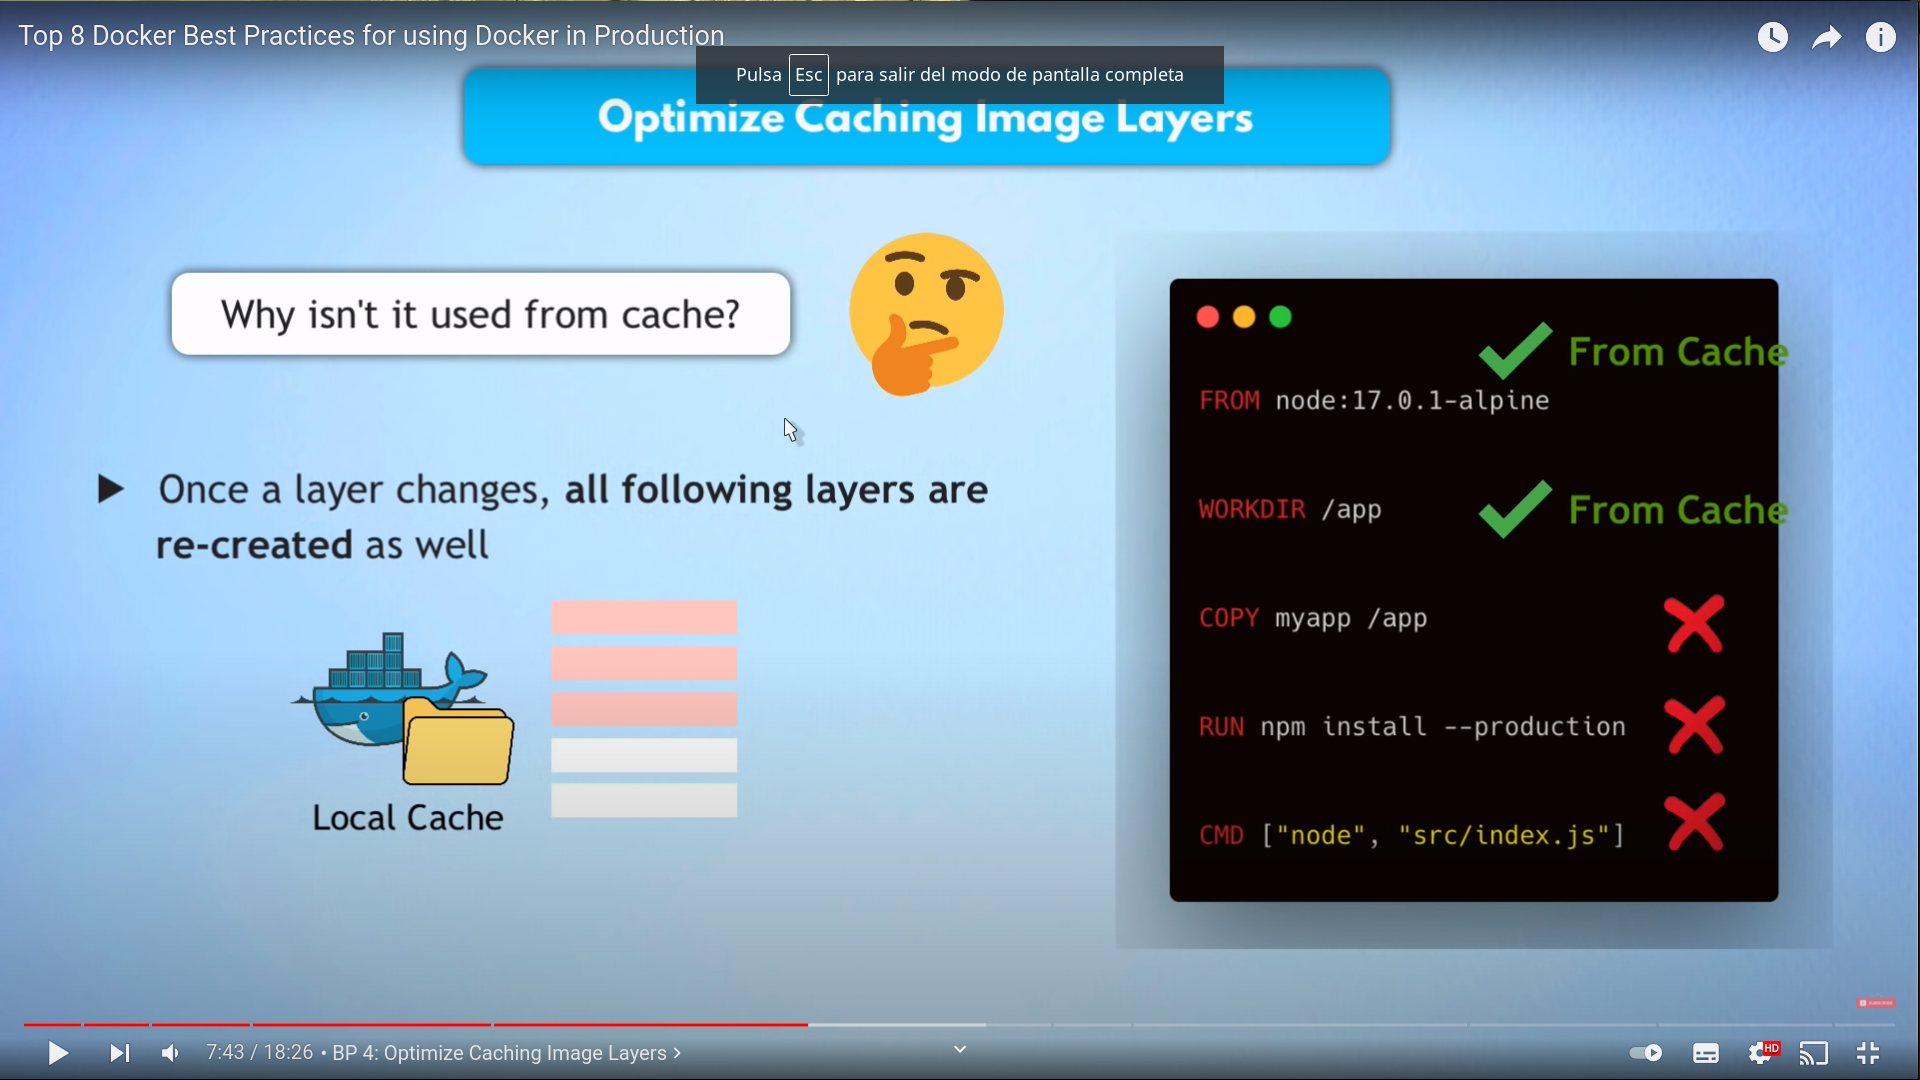 Top 8 Docker Best Practices for using Docker in Production
Pulsa Esc para salir del modo de pantalla completa
Optimize Caching Image Layers
Why isn't it used from cache?
Once a layer changes, all following layers are
re-created as well
Local Cache
From Cache
FROM node:17.0.1-alpine
WORKDIR /app
From Cache
COPY myapp /app
RUN npm install --production
CMD ["node", "src/index.js"]
SUBSCRIBE
7:43 / 18:26 • BP 4: Optimize Caching Image Layers
HD